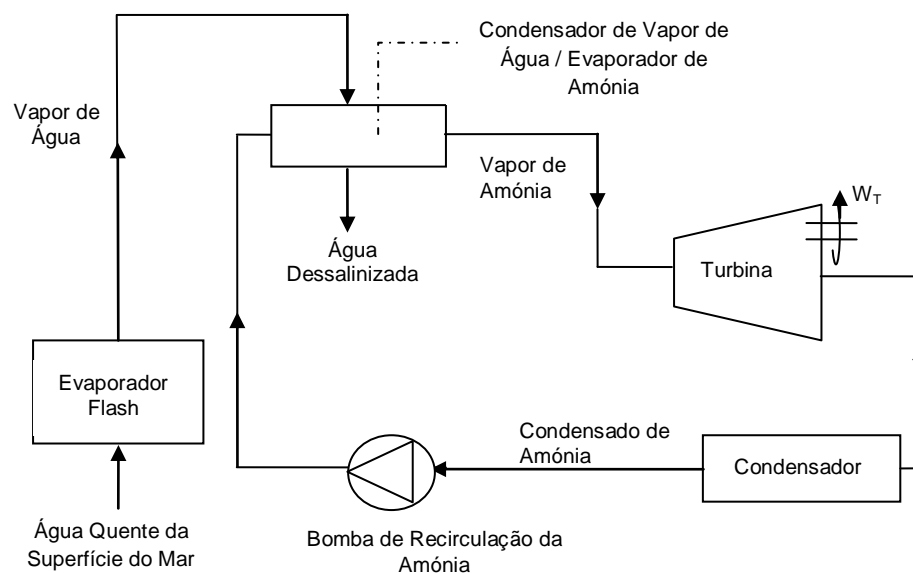 Condensador de Vapor de
Água / Evaporador de
Amónia
Vapor de
Água
Vapor de
Amónia
W_T
Água
Dessalinizada
Turbina
Evaporador
Flash
Condensado de
Amónia
Condensador
Água Quente da
Superfície do Mar
Bomba de Recirculação da
Amónia